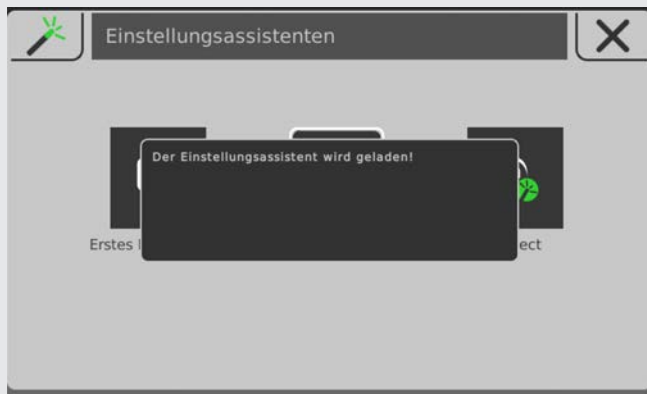 Einstellungsassistenten
Der Einstellungsassistent wird geladen!
Erstes
ect